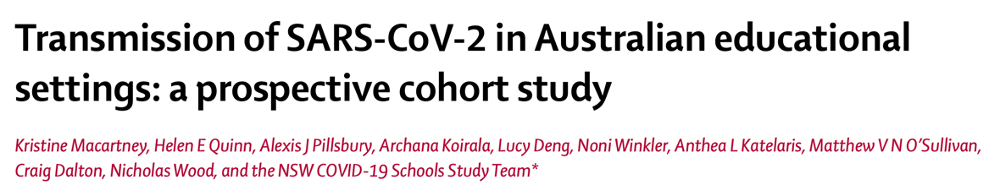 Transmission of SARS-CoV-2 in Australian educational
settings: a prospective cohort study
Kristine Macartney, Helen E Quinn, Alexis J Pillsbury, Archana Koirala, Lucy Deng, Noni Winkler, Anthea L Katelaris, Matthew V N O’Sullivan,
Craig Dalton, Nicholas Wood, and the NSW COVID-19 Schools Study Team*